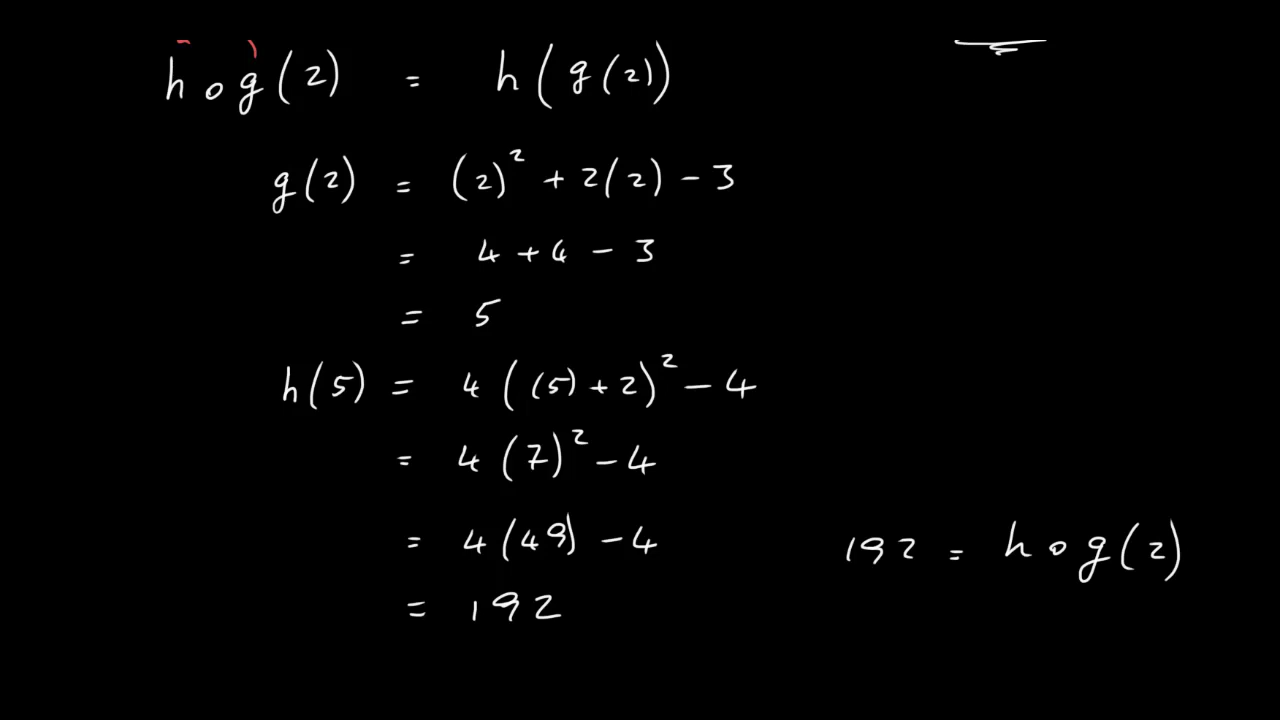 h o g (2) = h (g(2))
g(2) = (2)² + 2(2) − 3
= 4 + 4 − 3
= 5
h(5) = 4 ((5) + 2)² − 4
= 4 (7)² − 4
= 4 (49) − 4
192 = h o g (2)
= 192